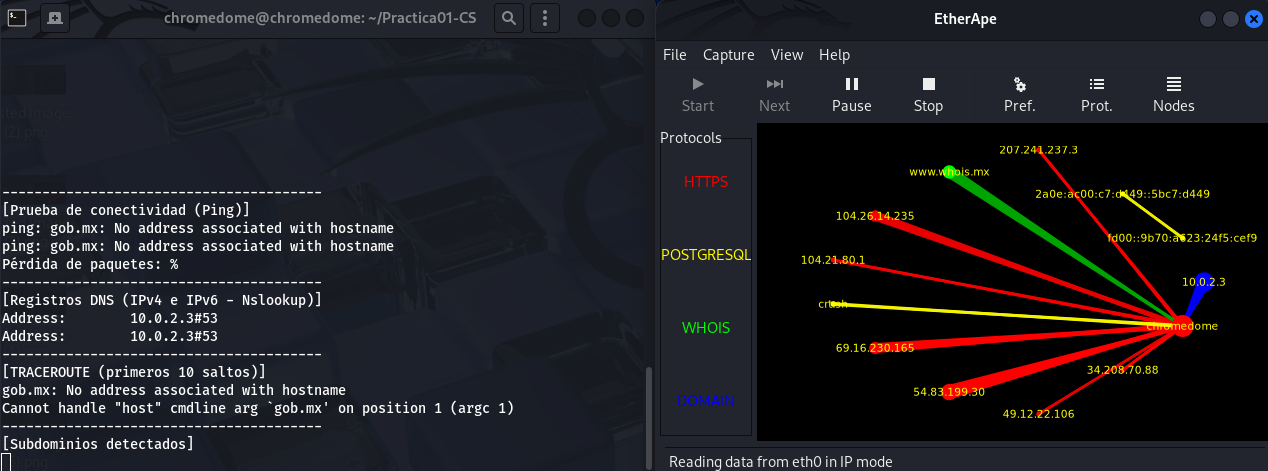 chromedome@chromedome: ~/Practica01-CS
----------------------------------------
[Prueba de conectividad (Ping)]
ping: gob.mx: No address associated with hostname
ping: gob.mx: No address associated with hostname
Pérdida de paquetes: %
----------------------------------------
[Registros DNS (IPv4 e IPv6 - Nslookup)]
Address:        10.0.2.3#53
Address:        10.0.2.3#53
----------------------------------------
[TRACEROUTE (primeros 10 saltos)]
gob.mx: No address associated with hostname
Cannot handle "host" cmdline arg `gob.mx' on position 1 (argc 1)
----------------------------------------
[Subdominios detectados]
EtherApe
File Capture View Help
Start Next Pause Stop Pref. Prot. Nodes
Protocols
HTTPS
POSTGRESQL
WHOIS
DOMAIN
207.241.237.3
www.whois.mx
2a0e:ac00:c7:d449::5bc7:d449
104.26.14.235
fd00::9b70:a623:24f5:cef9
104.21.80.1
10.0.2.3
crt.sh
chromedome
69.16.230.165
34.208.70.88
54.83.199.30
49.12.22.106
Reading data from eth0 in IP mode